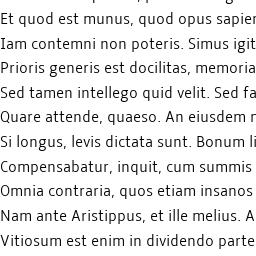 Et quod est munus, quod opus sapien
Iam contemni non poteris. Simus igit
Prioris generis est docilitas, memoria
Sed tamen intellego quid velit. Sed fa
Quare attende, quaeso. An eiusdem
Si longus, levis dictata sunt. Bonum li
Compensabatur, inquit, cum summis
Omnia contraria, quos etiam insanos
Nam ante Aristippus, et ille melius. A
Vitiosum est enim in dividendo parte